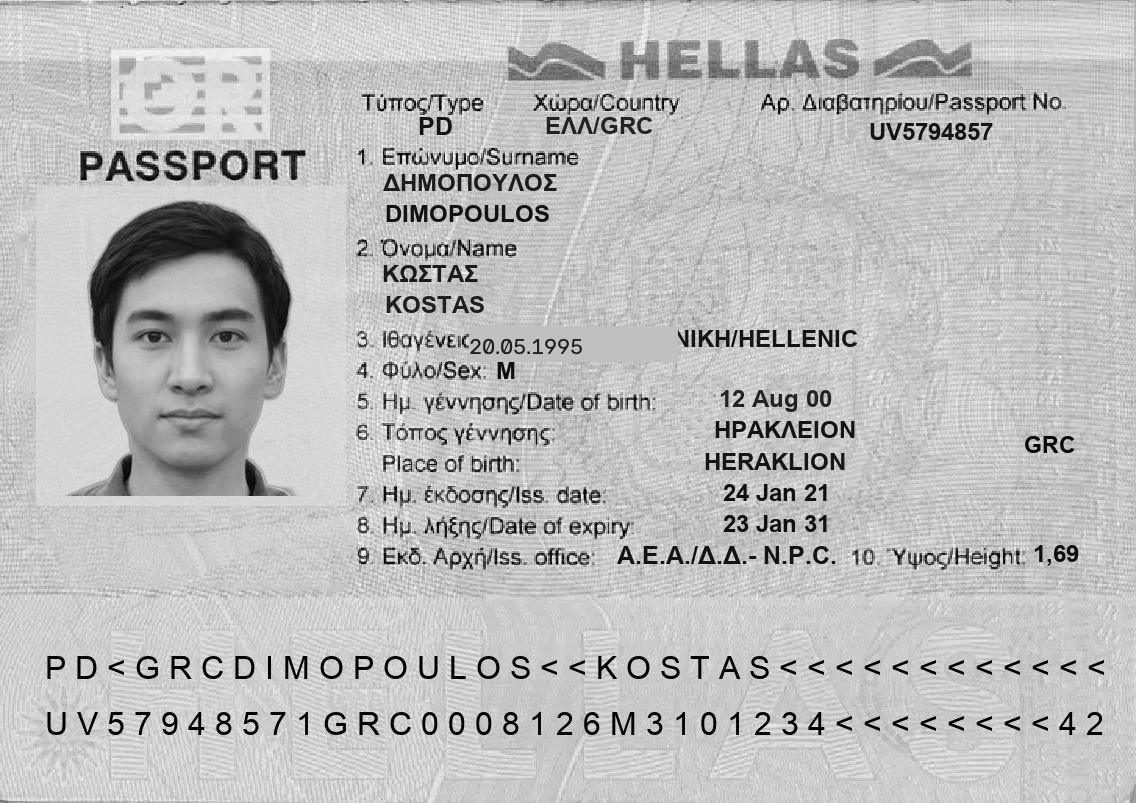 GR
HELLAS
PASSPORT
Τύπος/Type Χώρα/Country Αρ. Διαβατηρίου/Passport No.
PD ΕΛΛ/GRC UV5794857
1. Επώνυμο/Surname
ΔΗΜΟΠΟΥΛΟΣ
DIMOPOULOS
2. Όνομα/Name
ΚΩΣΤΑΣ
KOSTAS
3. Ιθαγένεις 20.05.1995 ΝΙΚΗ/HELLENIC
4. Φύλο/Sex: M
5. Ημ. γέννησης/Date of birth: 12 Aug 00
6. Τόπος γέννησης: ΗΡΑΚΛΕΙΟΝ
Place of birth: HERAKLION GRC
7. Ημ. έκδοσης/Iss. date: 24 Jan 21
8. Ημ. λήξης/Date of expiry: 23 Jan 31
9 Εκδ. Αρχή/Iss. office: Α.Ε.Α./Δ.Δ.- N.P.C. 10. Ύψος/Height: 1,69
HELLAS
PD<GRCDIMOPOULOS<<KOSTAS<<<<<<<<<<<
UV57948571GRC0008126M3101234<<<<<<<<42